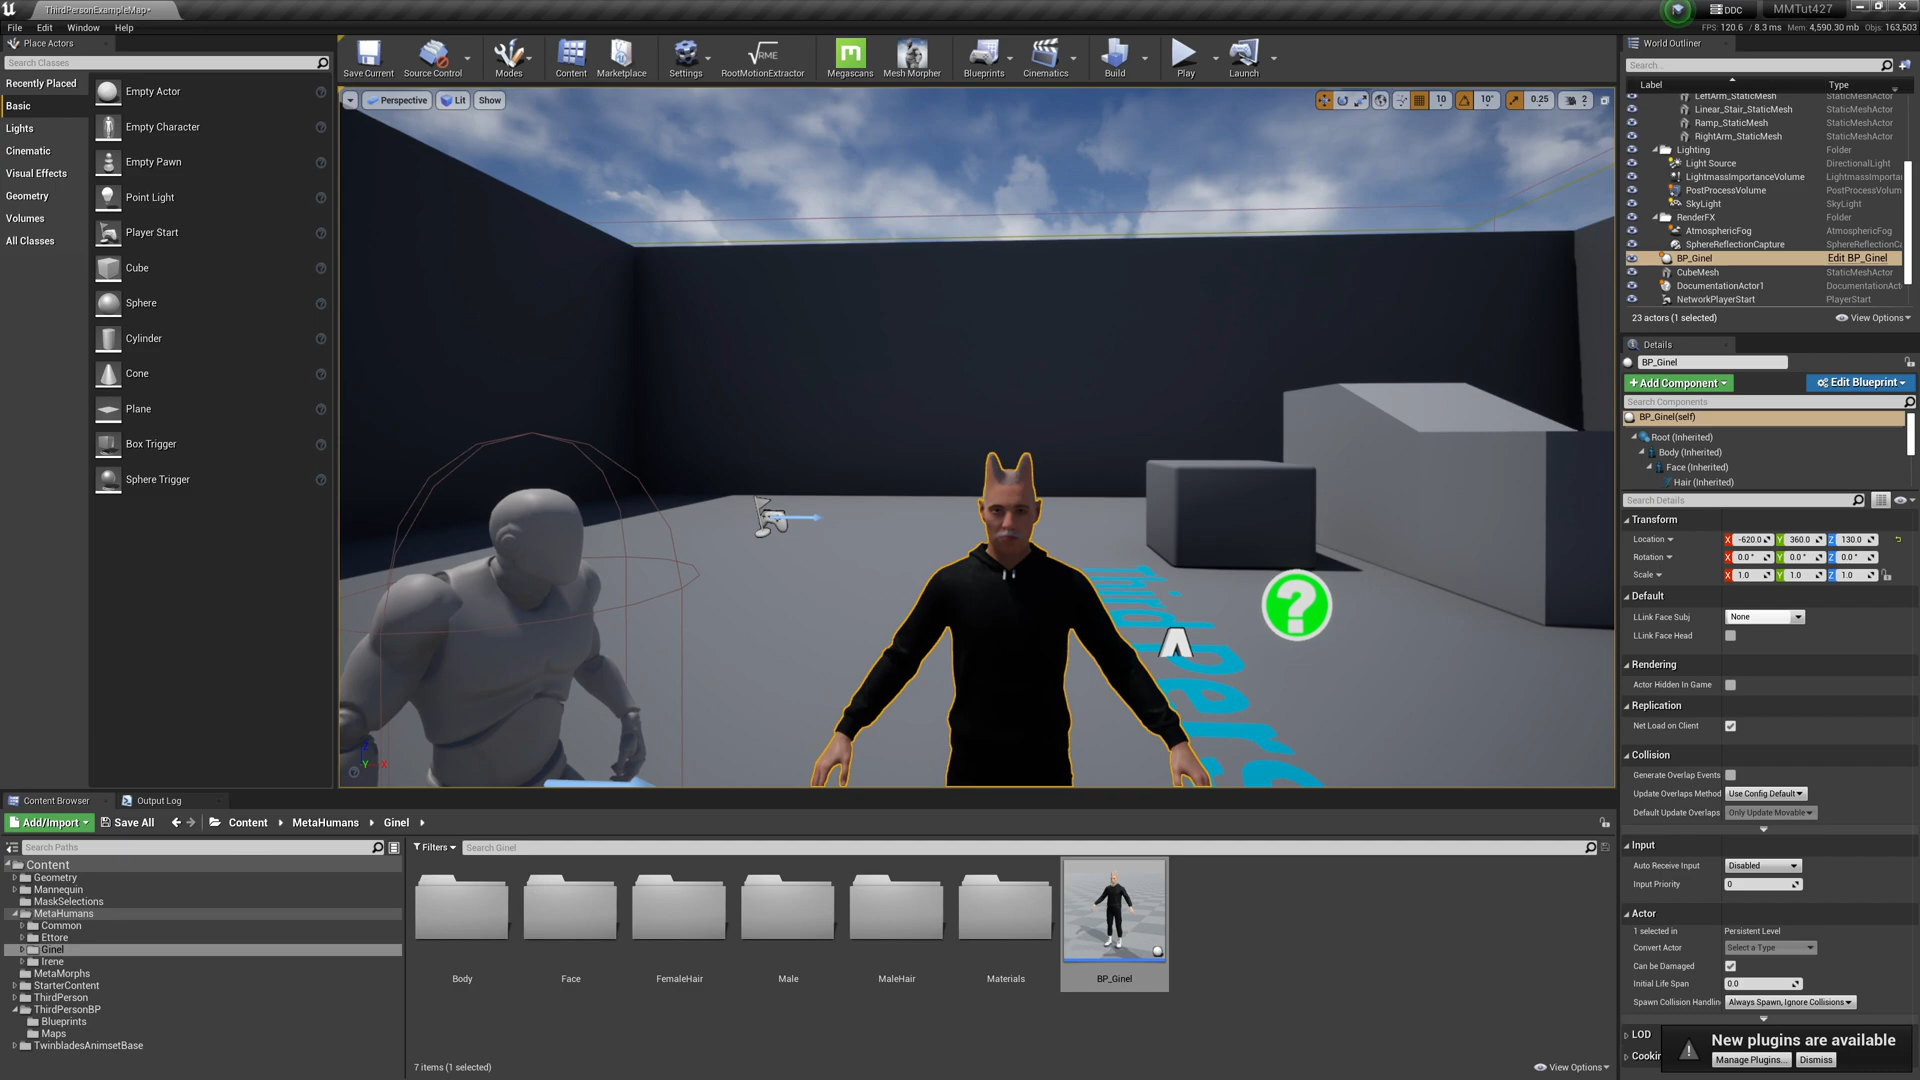 ThirdPersonExampleMap•
DDC
MMTut427
File
Edit
Window
Help
FPS: 120.6 / 8.3 ms
Mem: 4,590.30 mb
Objs: 163,503
Place Actors
Search Classes
Recently Placed
Basic
Lights
Cinematic
Visual Effects
Geometry
Volumes
All Classes
Empty Actor
Empty Character
Empty Pawn
Point Light
Player Start
Cube
Sphere
Cylinder
Cone
Plane
Box Trigger
Sphere Trigger
Save Current
Source Control
Modes
Content
Marketplace
Settings
RME
RootMotionExtractor
Megascans
Mesh Morpher
Blueprints
Cinematics
Build
Play
Launch
Perspective
Lit
Show
10
10°
0.25
2
World Outliner
Search...
Label
Type
LeftArm_StaticMesh StaticMeshActor
Linear_Stair_StaticMesh StaticMeshActor
Ramp_StaticMesh StaticMeshActor
RightArm_StaticMesh StaticMeshActor
Lighting Folder
Light Source DirectionalLight
LightmassImportanceVolume LightmassImporta
PostProcessVolume PostProcessVolum
SkyLight SkyLight
RenderFX Folder
AtmosphericFog AtmosphericFog
SphereReflectionCapture SphereReflectionCa
BP_Ginel Edit BP_Ginel
CubeMesh StaticMeshActor
DocumentationActor1 DocumentationAct
NetworkPlayerStart PlayerStart
23 actors (1 selected)
View Options
Details
BP_Ginel
+Add Component
Edit Blueprint
Search Components
BP_Ginel(self)
Root (Inherited)
Body (Inherited)
Face (Inherited)
Hair (Inherited)
Search Details
Transform
Location X -620.0 Y 360.0 Z 130.0
Rotation X 0.0° Y 0.0° Z 0.0°
Scale X 1.0 Y 1.0 Z 1.0
Default
LLink Face Subj None
LLink Face Head
Rendering
Actor Hidden In Game
Replication
Net Load on Client
Collision
Generate Overlap Events
Update Overlaps Method Use Config Default
Default Update Overlaps Only Update Movable
Input
Auto Receive Input Disabled
Input Priority 0
Actor
1 selected in Persistent Level
Convert Actor Select a Type
Can be Damaged
Initial Life Span 0.0
Spawn Collision Handlin Always Spawn, Ignore Collisions
LOD
Cookin
New plugins are available
Manage Plugins...
Dismiss
Content Browser
Output Log
Add/Import
Save All
Content
MetaHumans
Ginel
Search Paths
Filters
Search Ginel
Content
Geometry
Mannequin
MaskSelections
MetaHumans
Common
Ettore
Ginel
Irene
MetaMorphs
StarterContent
ThirdPerson
ThirdPersonBP
Blueprints
Maps
TwinbladesAnimsetBase
Body
Face
FemaleHair
Male
MaleHair
Materials
BP_Ginel
7 items (1 selected)
View Options